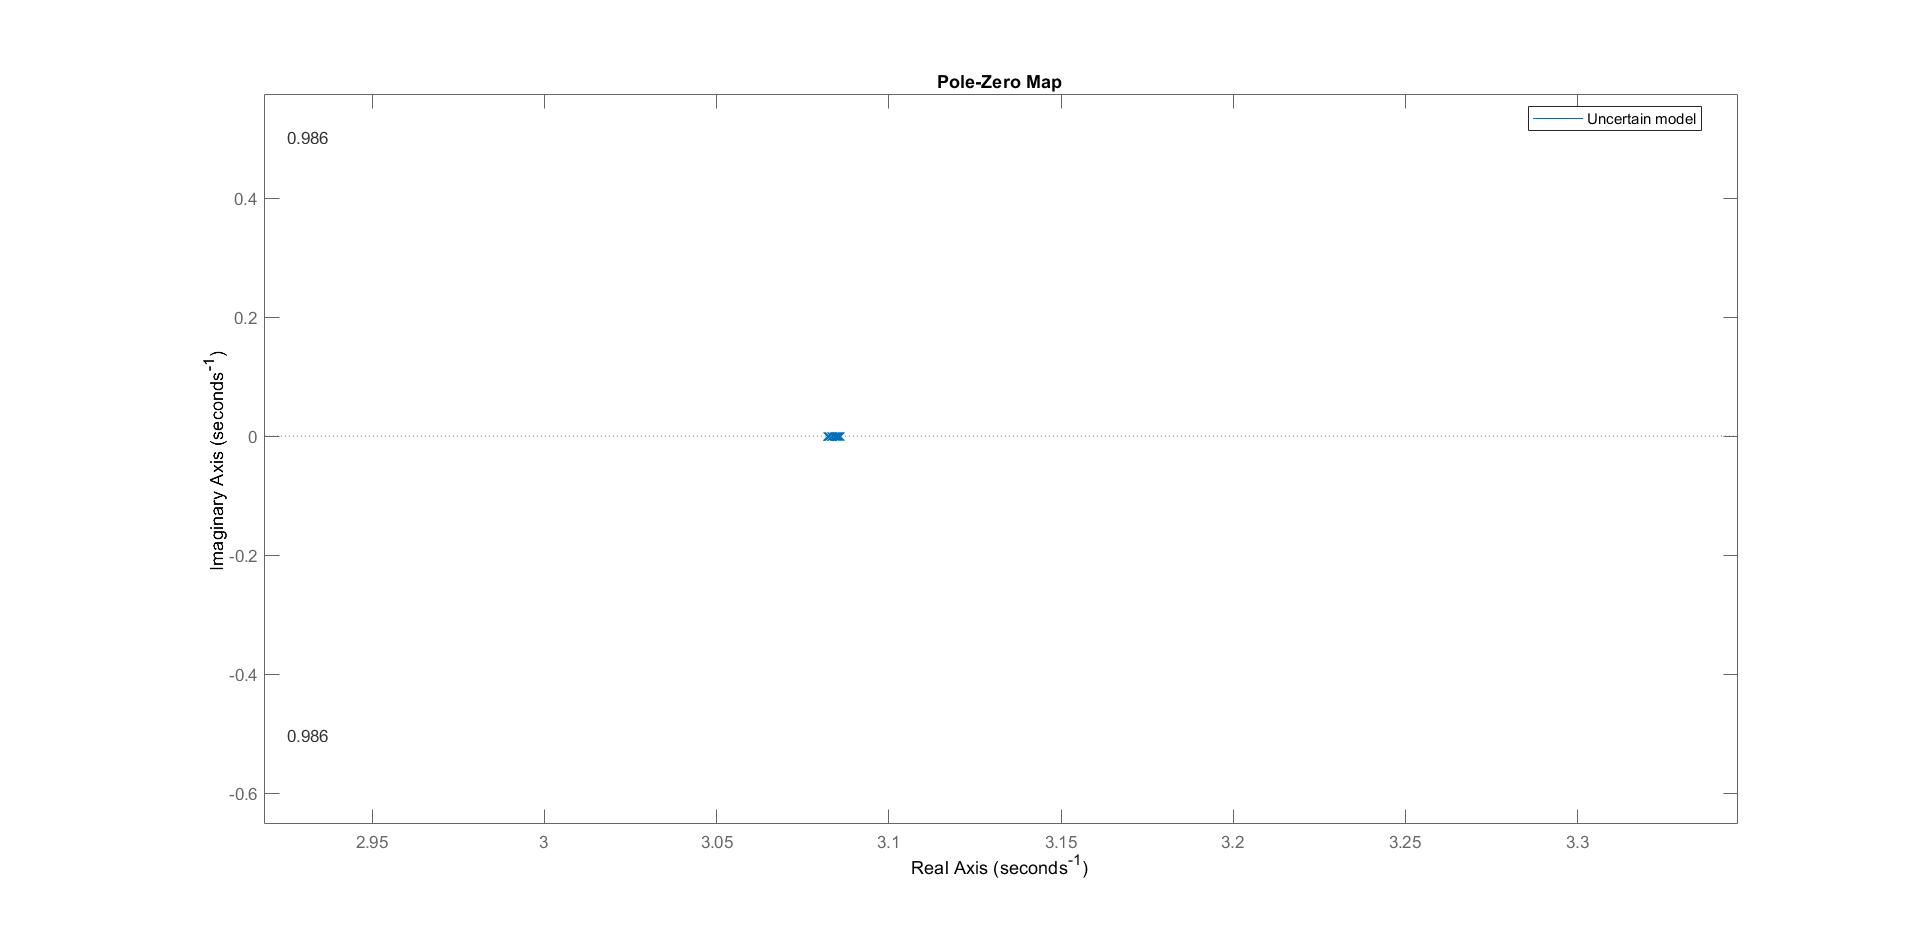 Pole-Zero Map
Uncertain model
0.986
0.4
0.2
0
-0.2
-0.4
0.986
-0.6
Imaginary Axis (seconds⁻¹)
2.95 3 3.05 3.1 3.15 3.2 3.25 3.3
Real Axis (seconds⁻¹)